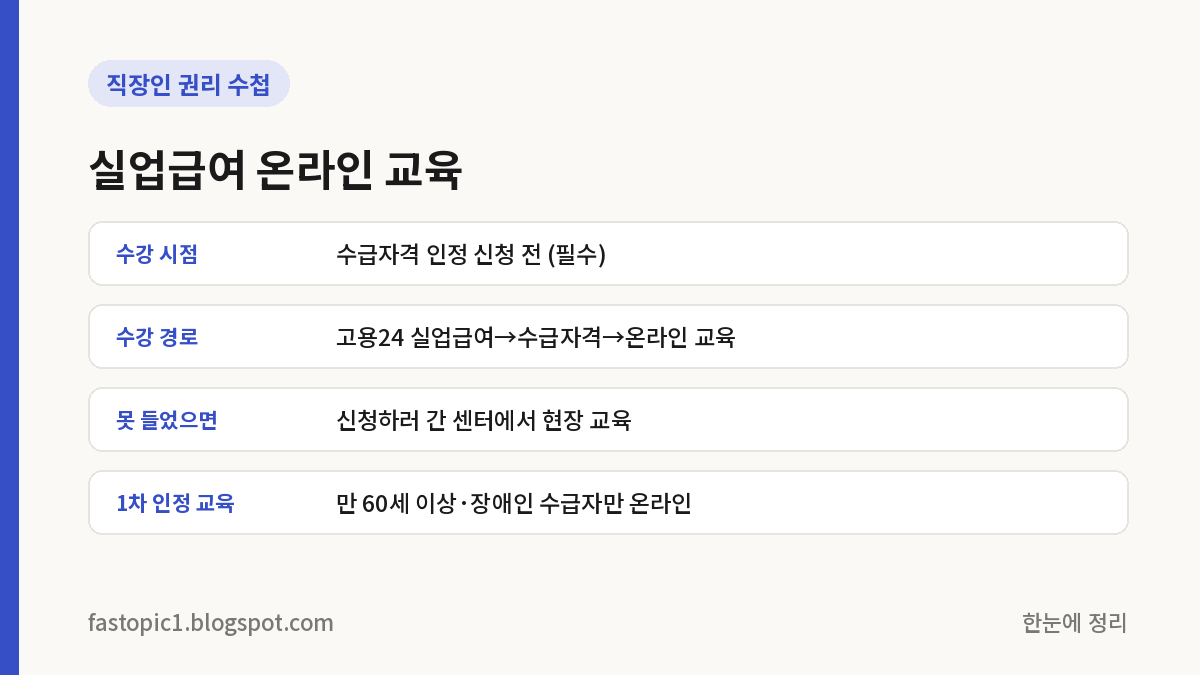 직장인 권리 수첩
실업급여 온라인 교육
수강 시점 수급자격 인정 신청 전 (필수)
수강 경로 고용24 실업급여→수급자격→온라인 교육
못 들었으면 신청하러 간 센터에서 현장 교육
1차 인정 교육 만 60세 이상·장애인 수급자만 온라인
fastopic1.blogspot.com 한눈에 정리